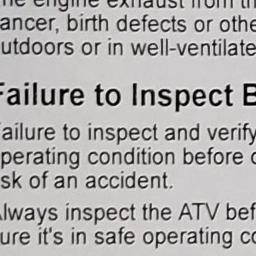 he engine exhaust from th
ancer, birth defects or othe
utdoors or in well-ventilate
Failure to Inspect B
ailure to inspect and verify
perating condition before o
sk of an accident.
Always inspect the ATV bef
ure it's in safe operating co